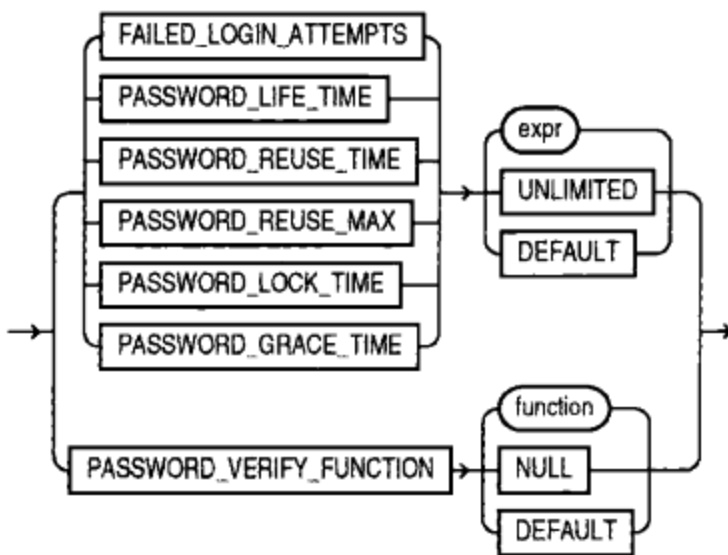 FAILED_LOGIN_ATTEMPTS
PASSWORD_LIFE_TIME
PASSWORD_REUSE_TIME
PASSWORD_REUSE_MAX
PASSWORD_LOCK_TIME
PASSWORD_GRACE_TIME
expr
UNLIMITED
DEFAULT
PASSWORD_VERIFY_FUNCTION
function
NULL
DEFAULT